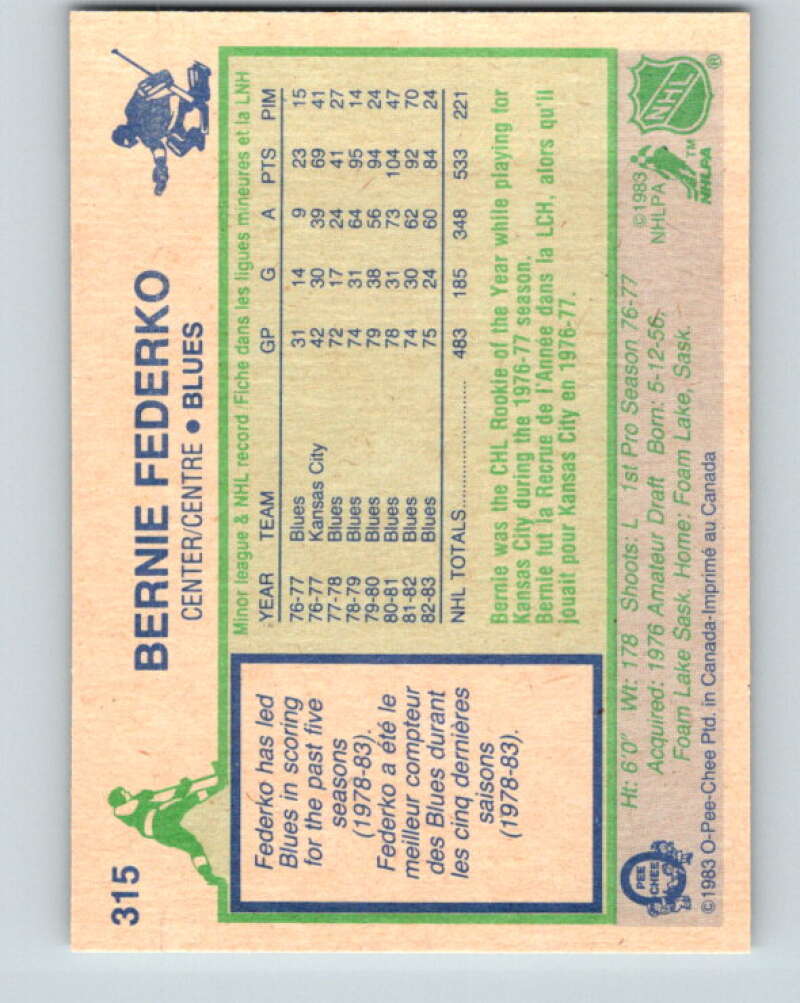 315
BERNIE FEDERKO
CENTER/CENTRE • BLUES
Federko has led
Blues in scoring
for the past five
seasons
(1978-83).
Federko a été le
meilleur compteur
des Blues durant
les cinq dernières
saisons
(1978-83).
Minor league & NHL record Fiche dans les ligues mineures et la LNH
YEAR TEAM GP G A PTS PIM
76-77 Blues 31 14 9 23 15
76-77 Kansas City 42 30 39 69 41
77-78 Blues 72 17 24 41 27
78-79 Blues 74 31 64 95 14
79-80 Blues 79 38 56 94 24
80-81 Blues 78 31 73 104 47
81-82 Blues 74 30 62 92 70
82-83 Blues 75 24 60 84 24
NHL TOTALS.................... 483 185 348 533 221
Bernie was the CHL Rookie of the Year while playing for
Kansas City during the 1976-77 season.
Bernie fut la Recrue de l'Année dans la LCH, alors qu'il
jouait pour Kansas City en 1976-77.
Ht: 6'0" Wt: 178 Shoots: L 1st Pro Season 76-77
Acquired: 1976 Amateur Draft Born: 5-12-56,
Foam Lake Sask. Home: Foam Lake, Sask.
O
PEE
CHEE
©1983
NHLPA
NHL
®
TM
NHLPA
©1983 O-Pee-Chee Ptd. in Canada-Imprimé au Canada